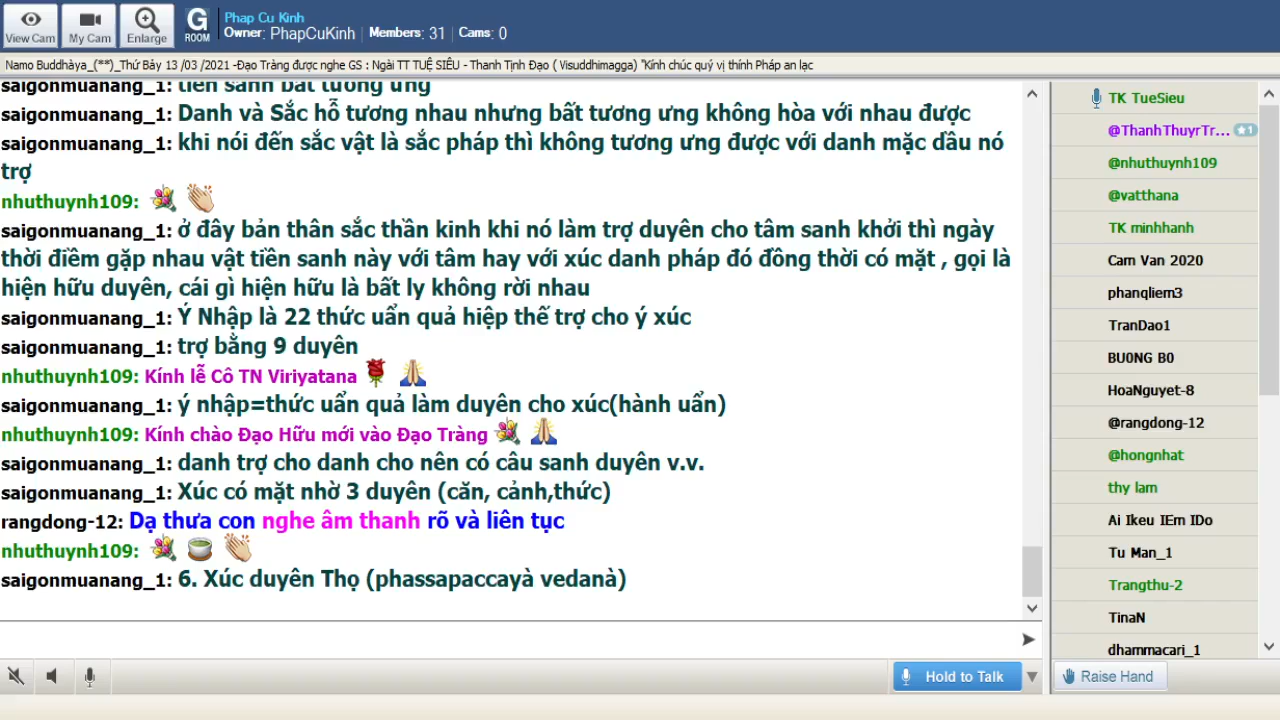 View Cam
My Cam
Enlarge
G
ROOM
Phap Cu Kinh
Owner: PhapCuKinh | Members: 31 | Cams: 0
Namo Buddhàya_(**)_Thứ Bảy 13 /03 /2021 -Đạo Tràng được nghe GS : Ngài TT TUỆ SIÊU - Thanh Tịnh Đạo ( Visuddhimagga) "Kính chúc quý vị thính Pháp an lạc
saigonmuanang_1: tiền sanh bất tương ưng
saigonmuanang_1: Danh và Sắc hỗ tương nhau nhưng bất tương ưng không hòa với nhau được
saigonmuanang_1: khi nói đến sắc vật là sắc pháp thì không tương ưng được với danh mặc dầu nó
trợ
nhuthuynh109:
saigonmuanang_1: ở đây bản thân sắc thần kinh khi nó làm trợ duyên cho tâm sanh khởi thì ngày
thời điềm gặp nhau vật tiền sanh này với tâm hay với xúc danh pháp đó đồng thời có mặt , gọi là
hiện hữu duyên, cái gì hiện hữu là bất ly không rời nhau
saigonmuanang_1: Ý Nhập là 22 thức uẩn quả hiệp thế trợ cho ý xúc
saigonmuanang_1: trợ bằng 9 duyên
nhuthuynh109: Kính lễ Cô TN Viriyatana
saigonmuanang_1: ý nhập=thức uẩn quả làm duyên cho xúc(hành uẩn)
nhuthuynh109: Kính chào Đạo Hữu mới vào Đạo Tràng
saigonmuanang_1: danh trợ cho danh cho nên có câu sanh duyên v.v.
saigonmuanang_1: Xúc có mặt nhờ 3 duyên (căn, cảnh,thức)
rangdong-12: Dạ thưa con nghe âm thanh rõ và liên tục
nhuthuynh109:
saigonmuanang_1: 6. Xúc duyên Thọ (phassapaccayà vedanà)
Hold to Talk
TK TueSieu
@ThanhThuyrTr... 1
@nhuthuynh109
@vatthana
TK minhhanh
Cam Van 2020
phanqliem3
TranDao1
BU0NG B0
HoaNguyet-8
@rangdong-12
@hongnhat
thy lam
Ai Ikeu IEm IDo
Tu Man_1
Trangthu-2
TinaN
dhammacari_1
Raise Hand